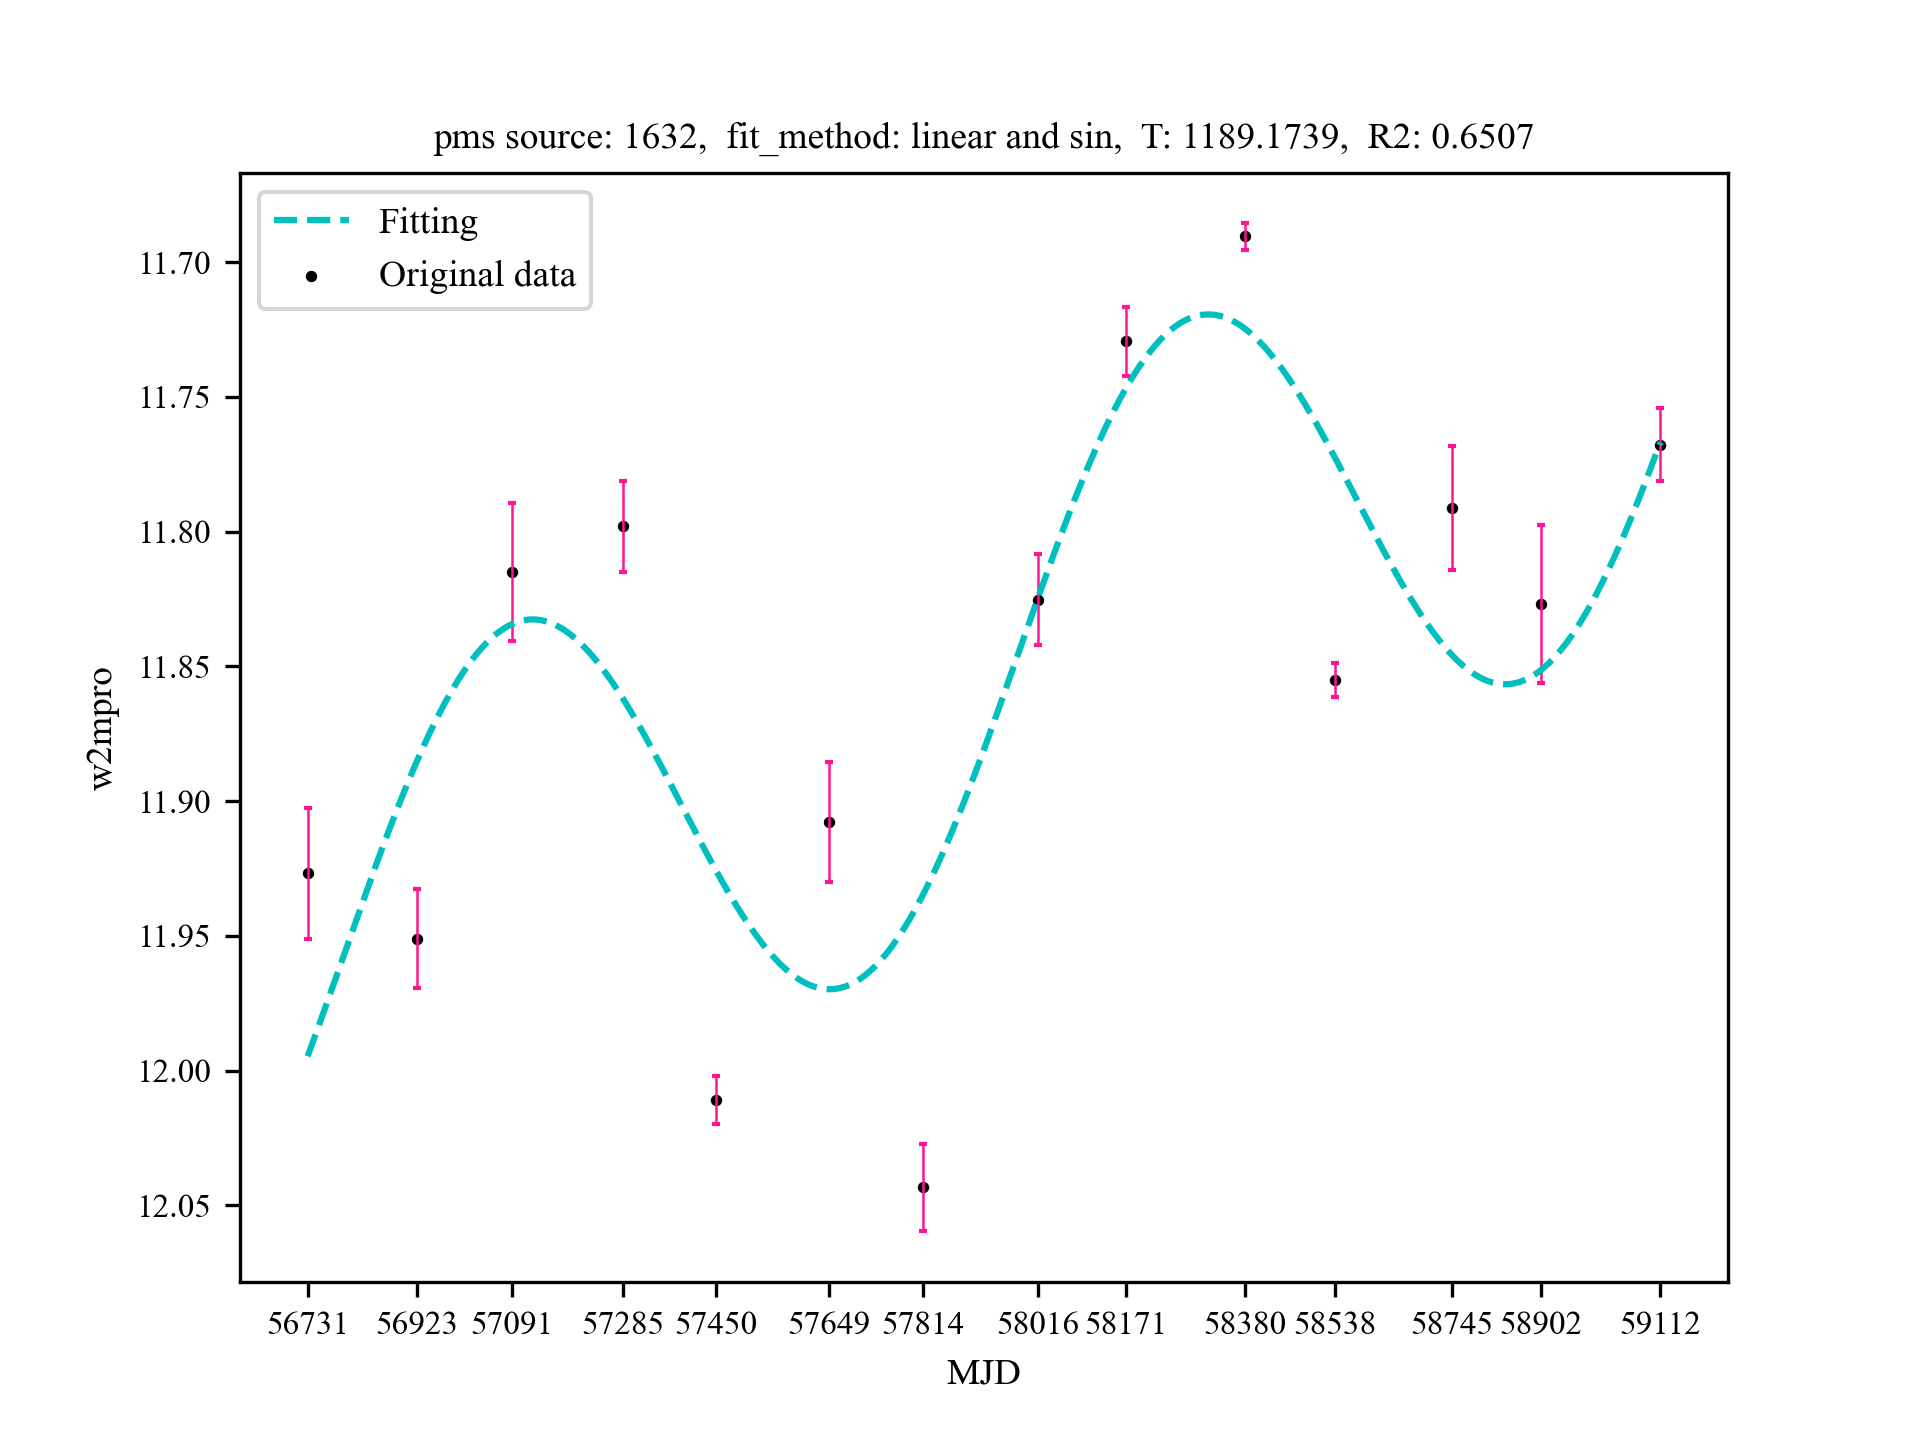 pms source: 1632,  fit_method: linear and sin,  T: 1189.1739,  R2: 0.6507
Fitting
Original data
11.70
11.75
11.80
11.85
11.90
11.95
12.00
12.05
w2mpro
56731 56923 57091 57285 57450 57649 57814 58016 58171 58380 58538 58745 58902 59112
MJD